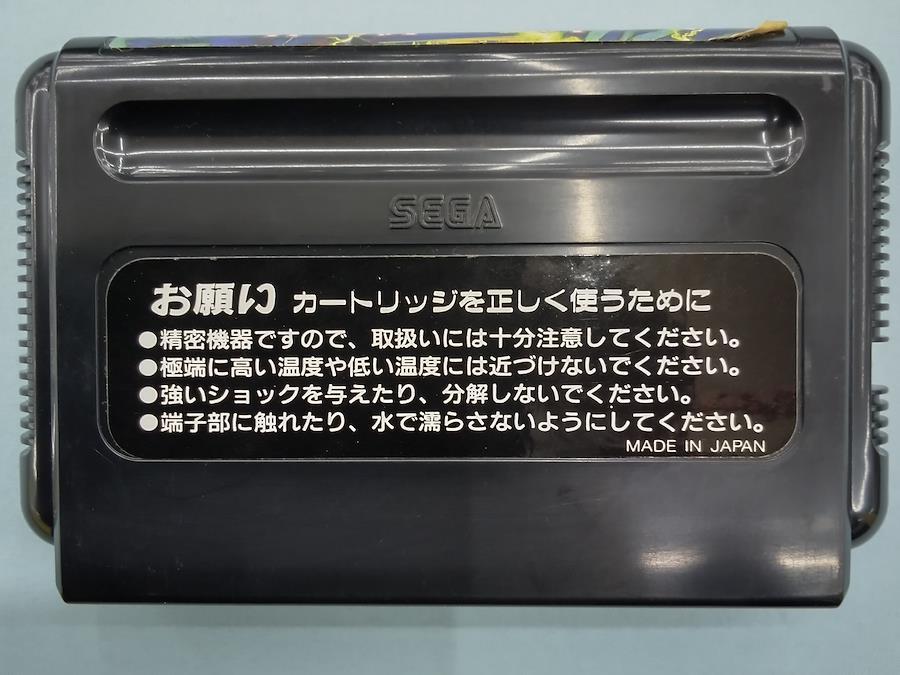 SEGA
お願い カートリッジを正しく使うために
●精密機器ですので、取扱いには十分注意してください。
●極端に高い温度や低い温度には近づけないでください。
●強いショックを与えたり、分解しないでください。
●端子部に触れたり、水で濡らさないようにしてください。
MADE IN JAPAN